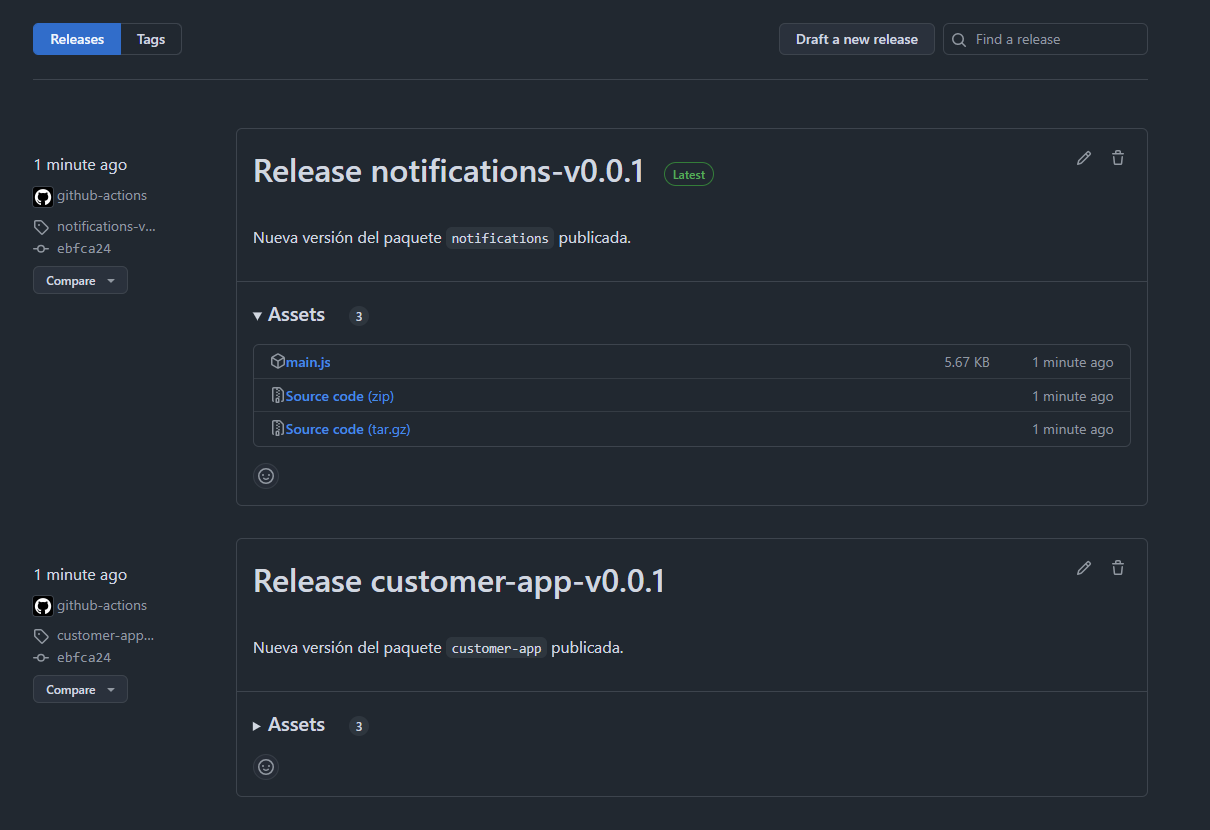 Releases Tags Draft a new release Find a release
1 minute ago
github-actions
notifications-v...
ebfca24
Compare
Release notifications-v0.0.1 Latest
Nueva versión del paquete notifications publicada.
Assets 3
main.js 5.67 KB 1 minute ago
Source code (zip) 1 minute ago
Source code (tar.gz) 1 minute ago
1 minute ago
github-actions
customer-app...
ebfca24
Compare
Release customer-app-v0.0.1
Nueva versión del paquete customer-app publicada.
Assets 3